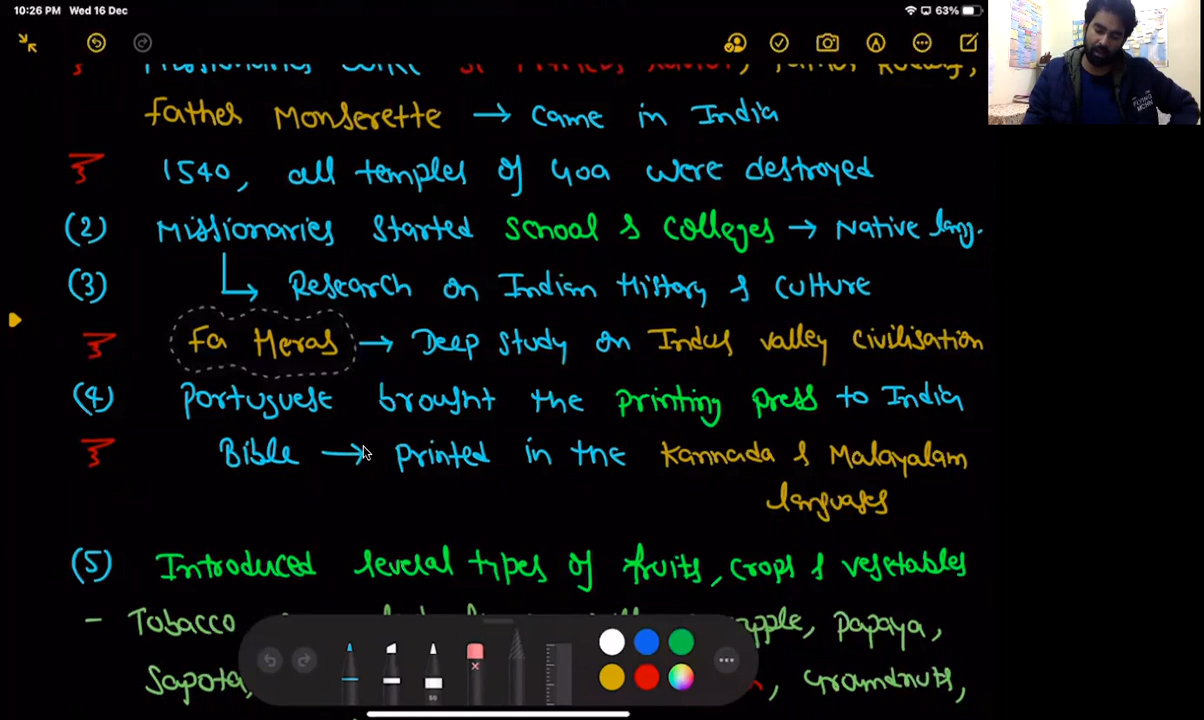 10:26 PM Wed 16 Dec
63%
Father Monserette → came in India
1540, all temples of Goa were destroyed
(2) Missionaries started school & colleges → Native lang.
(3) Research on Indian History & culture
Fa Heras → Deep study on Indus valley civilisation
(4) Portuguese brought the printing press to India
Bible → printed in the Kannada & Malayalam
languages
(5) Introduced several types of fruits, crops & vegetables
- Tobacco apple, papaya,
Sapota, Groundnuts,